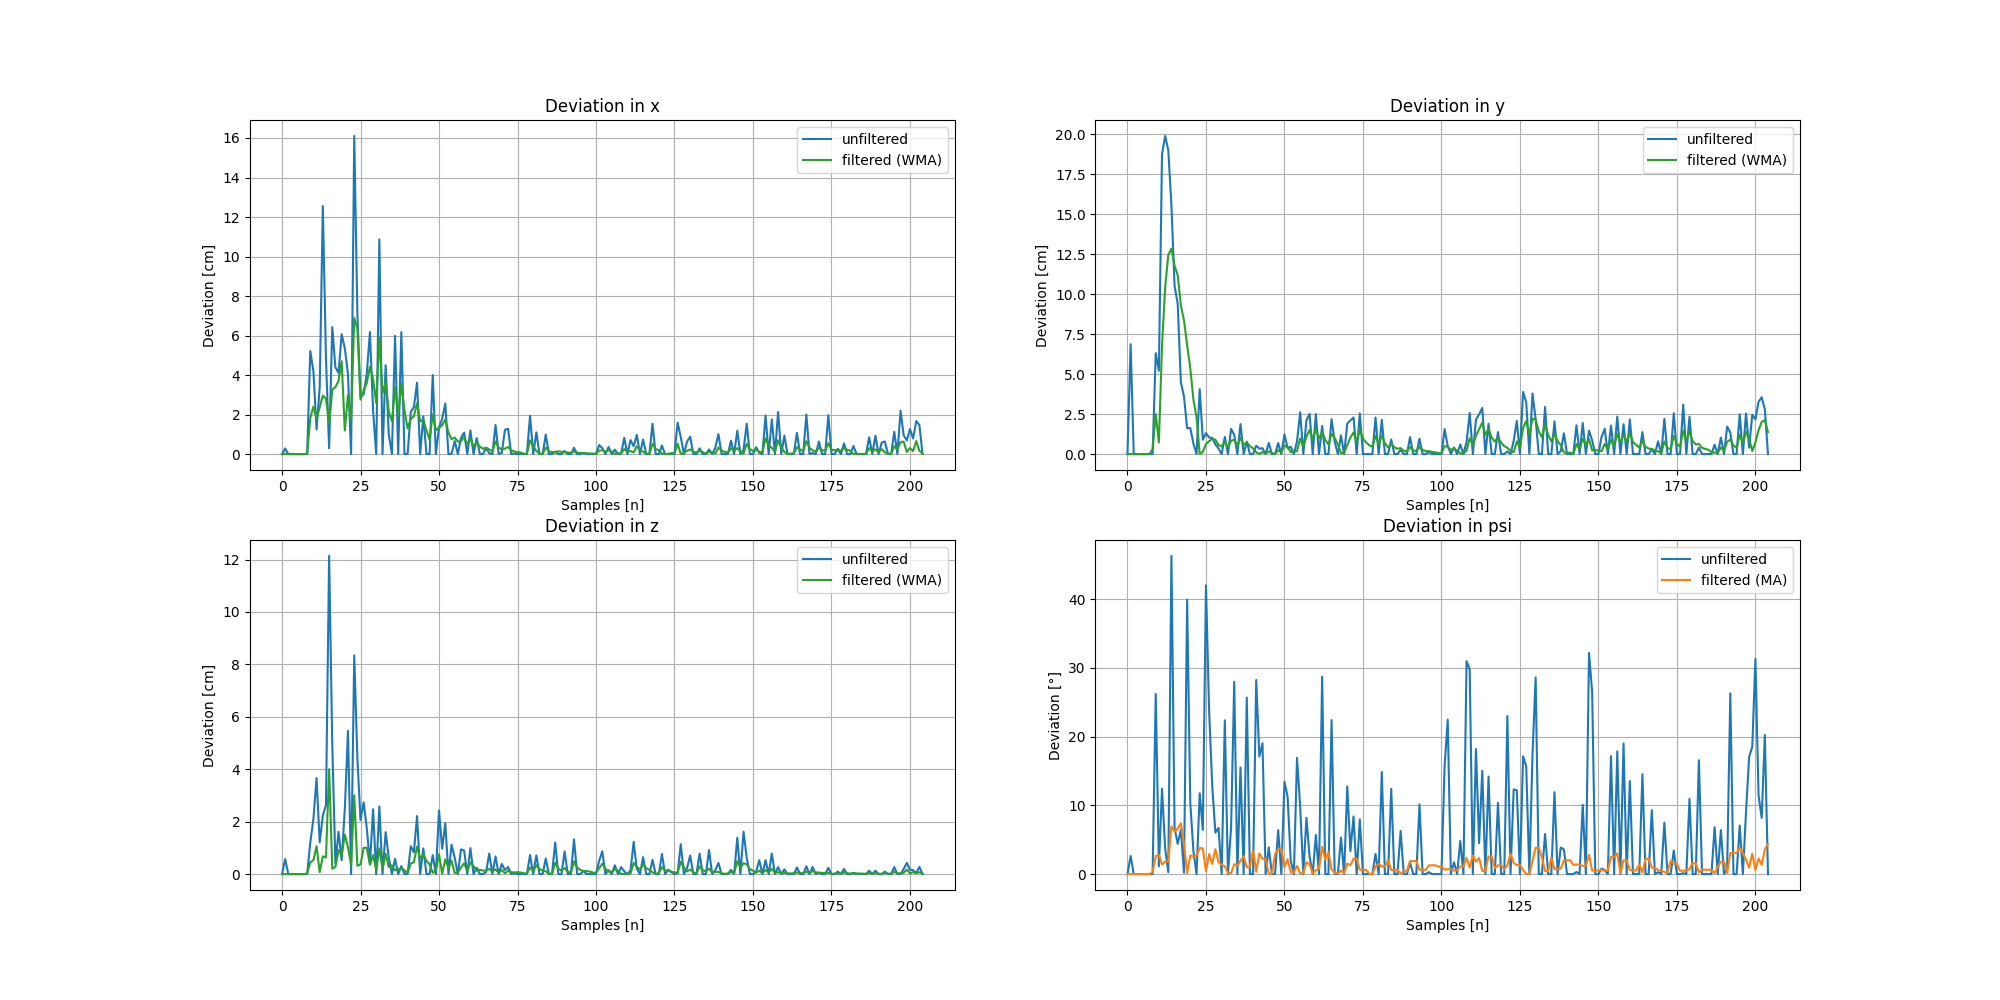 Deviation in x
16
14
12
10
8
6
4
2
0
Deviation [cm]
unfiltered
filtered (WMA)
0 25 50 75 100 125 150 175 200
Samples [n]
Deviation in y
20.0
17.5
15.0
12.5
10.0
7.5
5.0
2.5
0.0
Deviation [cm]
unfiltered
filtered (WMA)
0 25 50 75 100 125 150 175 200
Samples [n]
Deviation in z
12
10
8
6
4
2
0
Deviation [cm]
unfiltered
filtered (WMA)
0 25 50 75 100 125 150 175 200
Samples [n]
Deviation in psi
40
30
20
10
0
Deviation [°]
unfiltered
filtered (MA)
0 25 50 75 100 125 150 175 200
Samples [n]